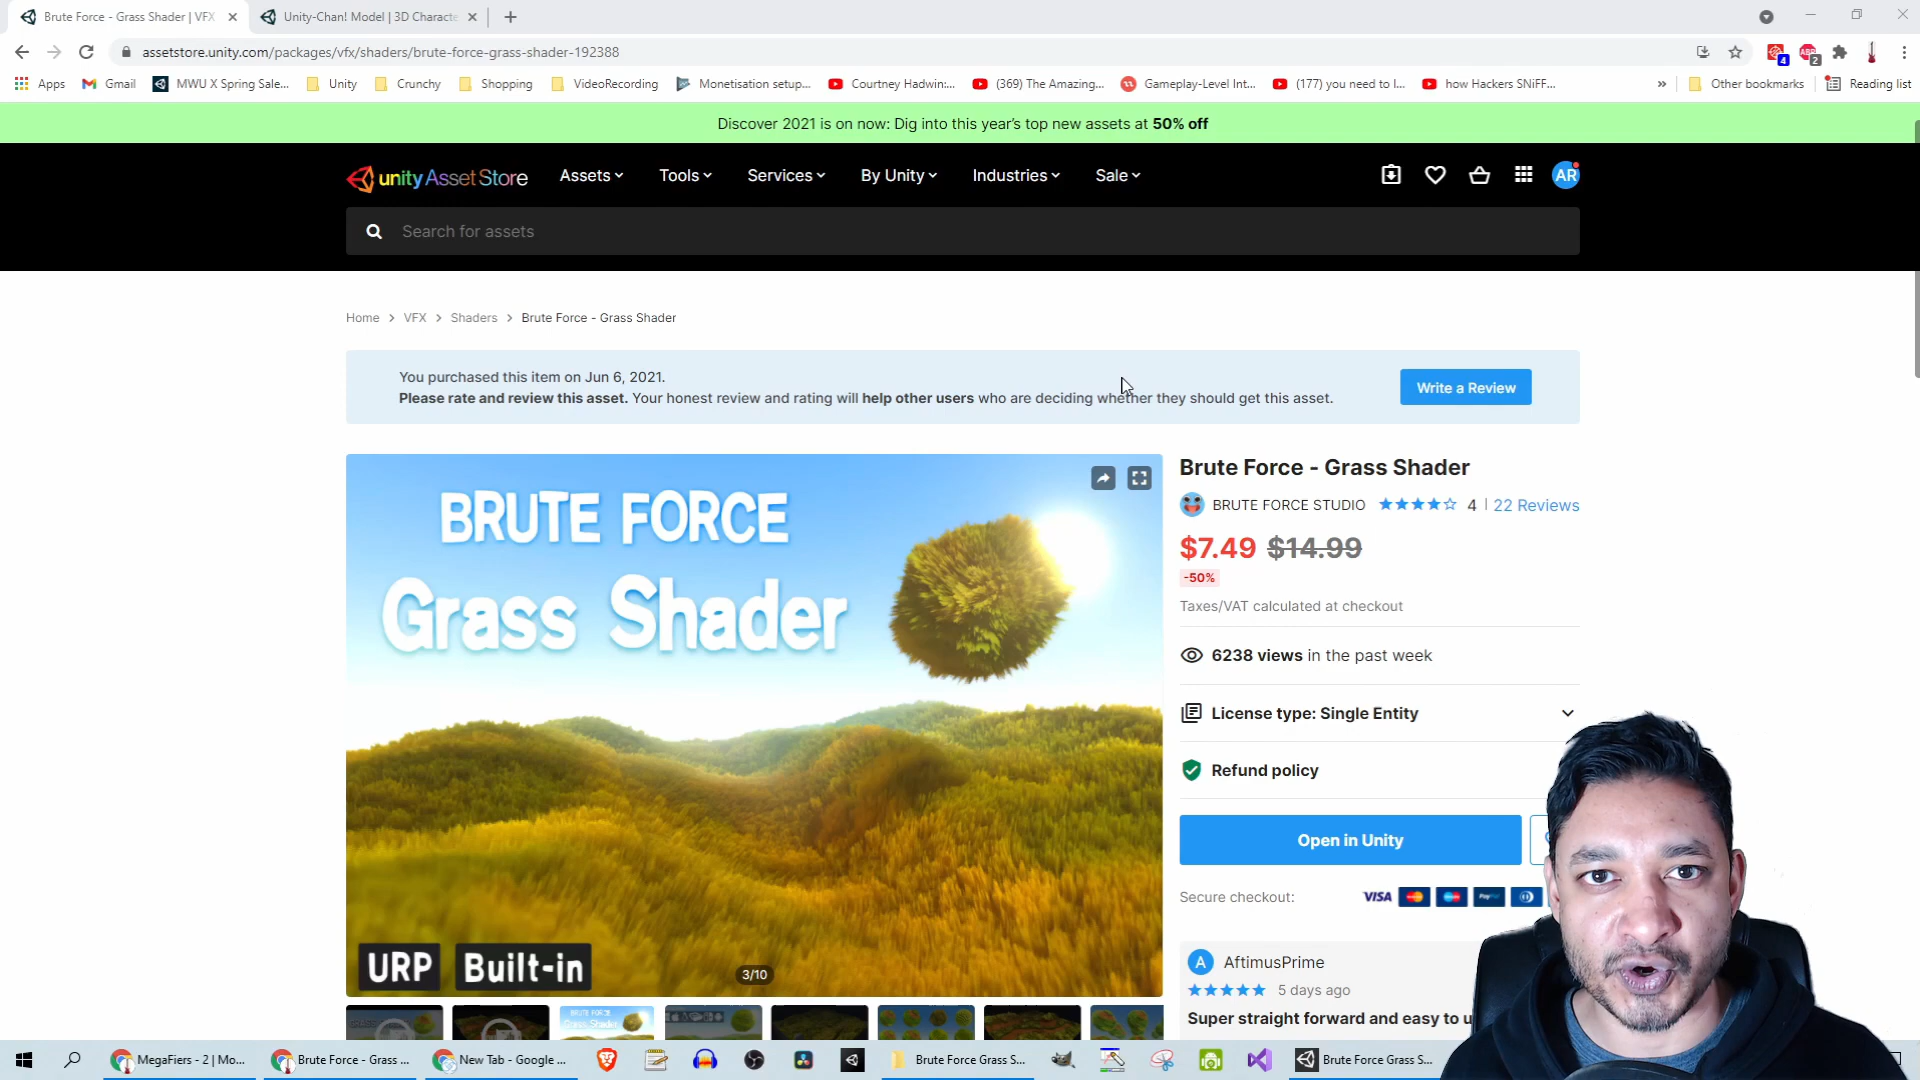 Brute Force - Grass Shader | VFX
Unity-Chan! Model | 3D Characte
assetstore.unity.com/packages/vfx/shaders/brute-force-grass-shader-192388
4
2
Apps
Gmail
MWU X Spring Sale...
Unity
Crunchy
Shopping
VideoRecording
Monetisation setup...
Courtney Hadwin:...
(369) The Amazing...
Gameplay-Level Int...
(177) you need to l...
how Hackers SNiFF...
»
Other bookmarks
Reading list
Discover 2021 is on now: Dig into this year's top new assets at 50% off
unity Asset Store
Assets
Tools
Services
By Unity
Industries
Sale
AR
Search for assets
Home > VFX > Shaders > Brute Force - Grass Shader
You purchased this item on Jun 6, 2021.
Please rate and review this asset. Your honest review and rating will help other users who are deciding whether they should get this asset.
Write a Review
BRUTE FORCE
Grass Shader
URP
Built-in
3/10
Brute Force - Grass Shader
BRUTE FORCE STUDIO
4 | 22 Reviews
$7.49 $14.99
-50%
Taxes/VAT calculated at checkout
6238 views in the past week
License type: Single Entity
Refund policy
Open in Unity
Secure checkout:
VISA
PayPal
A
AftimusPrime
5 days ago
Super straight forward and easy to u
BRUTE FORCE
Grass Shader
MegaFiers - 2 | Mo...
Brute Force - Grass ...
New Tab - Google ...
Brute Force Grass S...
Brute Force Grass S...